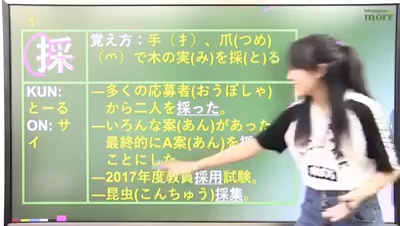 1
Nihongonomori
more
採
覚え方：手（扌）、爪(つめ)
（爫）で木の実(み)を採(と)る
KUN:
とーる
ON: サ
イ
―多くの応募者(おうぼしゃ)
から二人を採った。
―いろんな案(あん)があった
最終的にA案(あん)を
ことにした
―2017年度教員採用試験。
―昆虫(こんちゅう)採集。